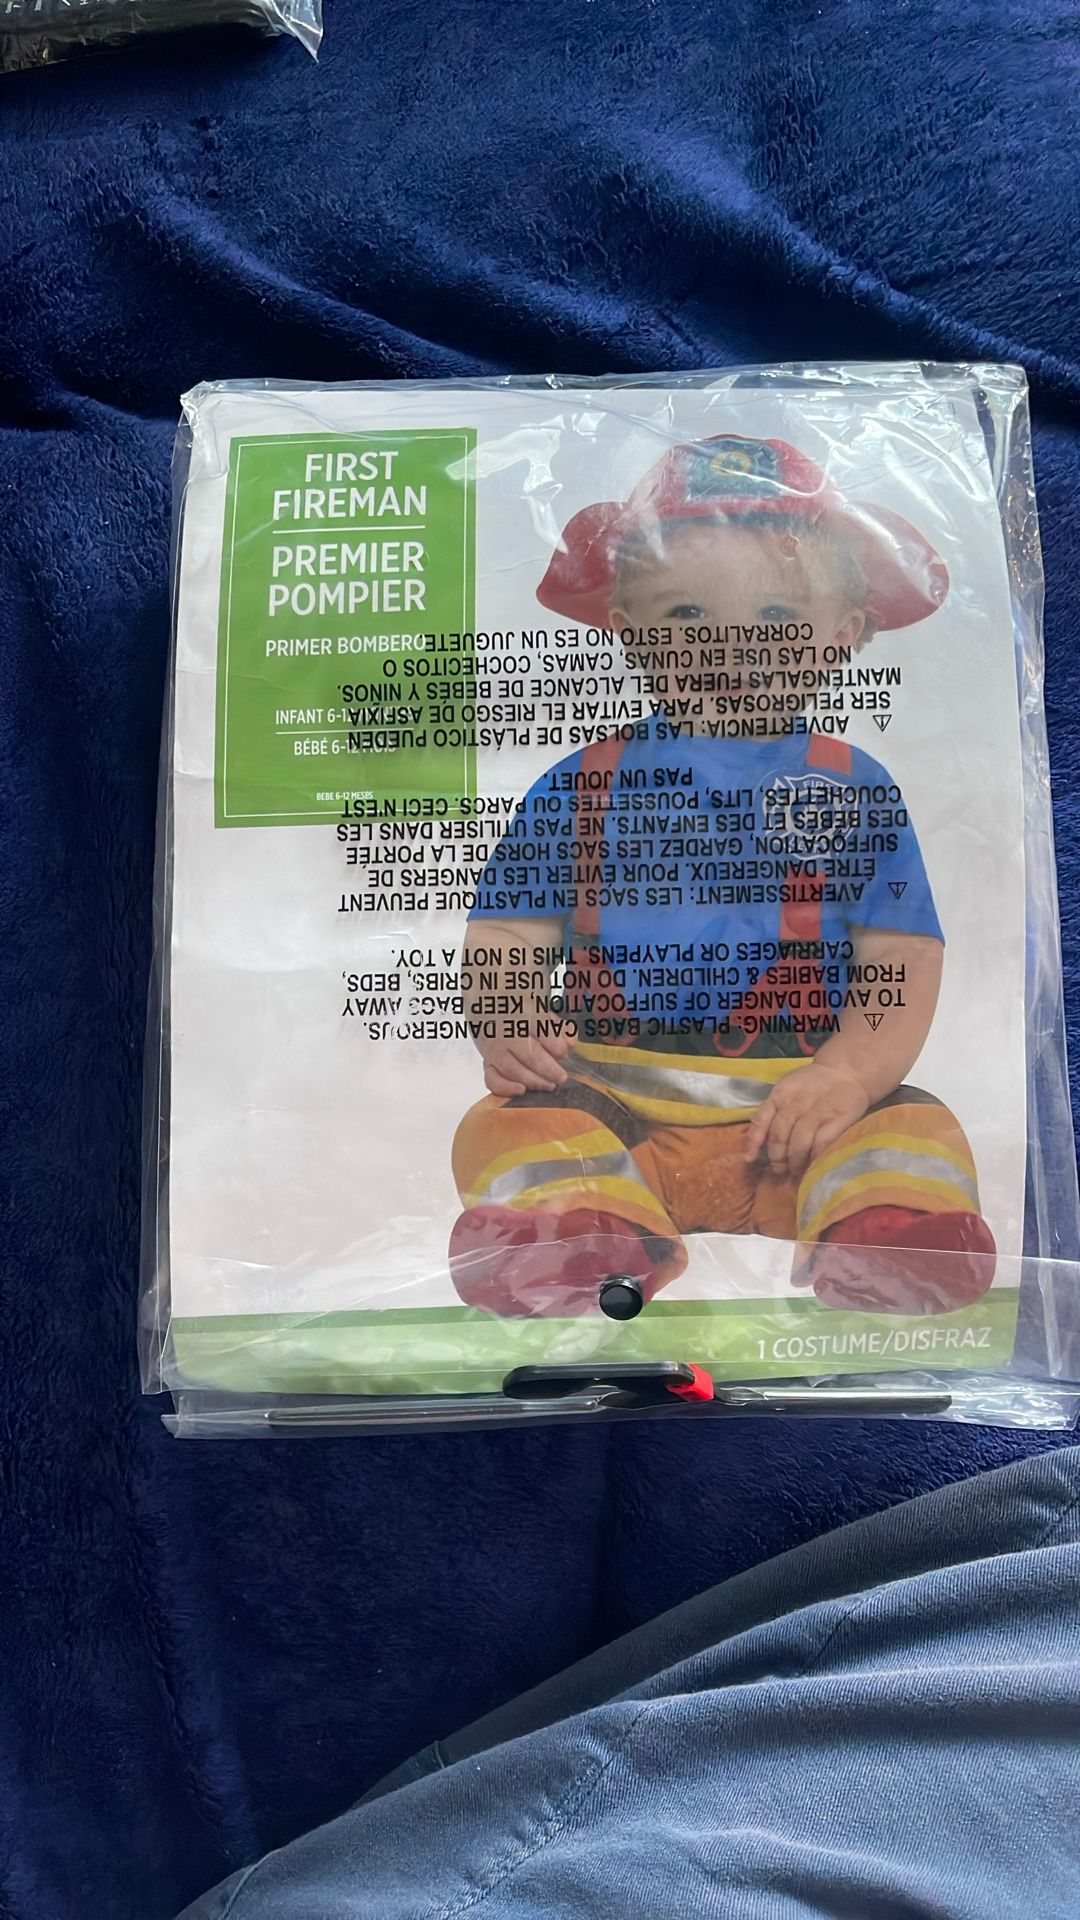 FIRST
FIREMAN
PREMIER
POMPIER
PRIMER BOMBERO
INFANT 6-12
BÉBÉ 6-12 MOIS
BEBE 6-12 MESES
1 COSTUME/DISFRAZ
WARNING: PLASTIC BAGS CAN BE DANGEROUS.
TO AVOID DANGER OF SUFFOCATION, KEEP BAGS AWAY
FROM BABIES & CHILDREN. DO NOT USE IN CRIBS, BEDS,
CARRIAGES OR PLAYPENS. THIS IS NOT A TOY.
AVERTISSEMENT: LES SACS EN PLASTIQUE PEUVENT
ÊTRE DANGEREUX. POUR ÉVITER LES DANGERS DE
SUFFOCATION, GARDEZ LES SACS HORS DE LA PORTÉE
DES BÉBÉS ET DES ENFANTS. NE PAS UTILISER DANS LES
COUCHETTES, LITS, POUSSETTES OU PARCS. CECI N'EST
PAS UN JOUET.
ADVERTENCIA: LAS BOLSAS DE PLÁSTICO PUEDEN
SER PELIGROSAS. PARA EVITAR EL RIESGO DE ASFIXIA
MANTÉNGALAS FUERA DEL ALCANCE DE BEBÉS Y NIÑOS.
NO LAS USE EN CUNAS, CAMAS, COCHECITOS O
CORRALITOS. ESTO NO ES UN JUGUETE